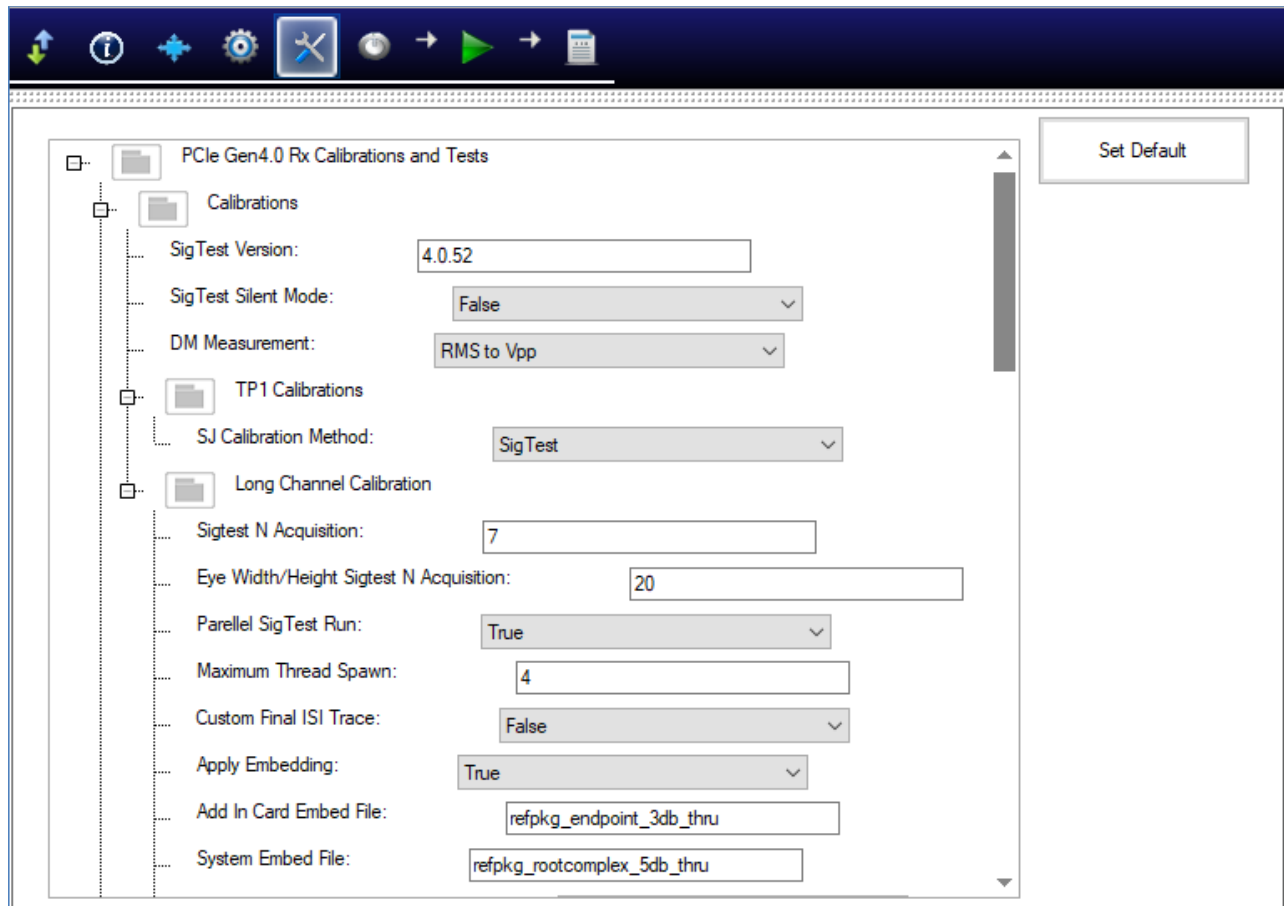 PCIe Gen4.0 Rx Calibrations and Tests
Set Default
Calibrations
SigTest Version: 4.0.52
SigTest Silent Mode: False
DM Measurement: RMS to Vpp
TP1 Calibrations
SJ Calibration Method: SigTest
Long Channel Calibration
Sigtest N Acquisition: 7
Eye Width/Height Sigtest N Acquisition: 20
Parellel SigTest Run: True
Maximum Thread Spawn: 4
Custom Final ISI Trace: False
Apply Embedding: True
Add In Card Embed File: refpkg_endpoint_3db_thru
System Embed File: refpkg_rootcomplex_5db_thru